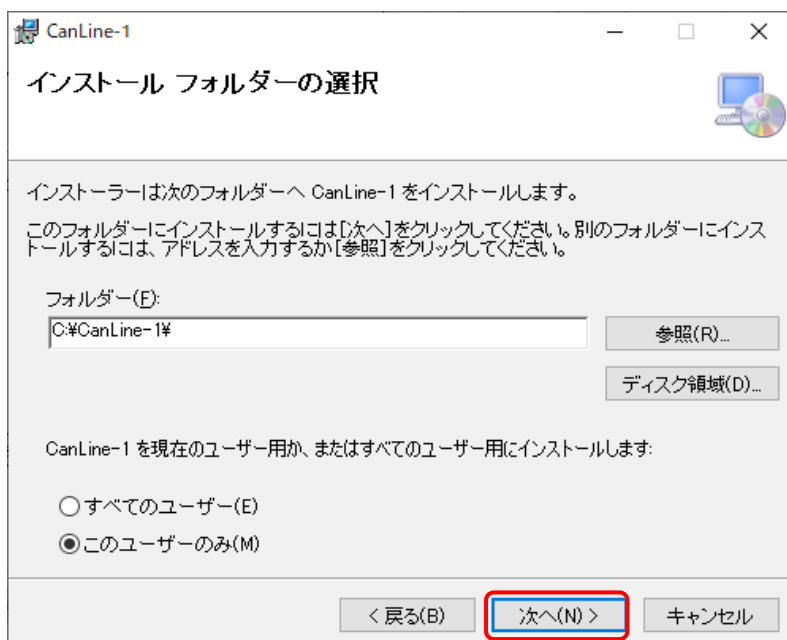 CanLine-1
インストール フォルダーの選択
インストーラーは次のフォルダーへ CanLine-1 をインストールします。
このフォルダーにインストールするには[次へ]をクリックしてください。別のフォルダーにインス
トールするには、アドレスを入力するか[参照]をクリックしてください。
フォルダー(F):
C:¥CanLine-1¥
参照(R)...
ディスク領域(D)...
CanLine-1 を現在のユーザー用か、またはすべてのユーザー用にインストールします:
すべてのユーザー(E)
このユーザーのみ(M)
< 戻る(B)
次へ(N) >
キャンセル